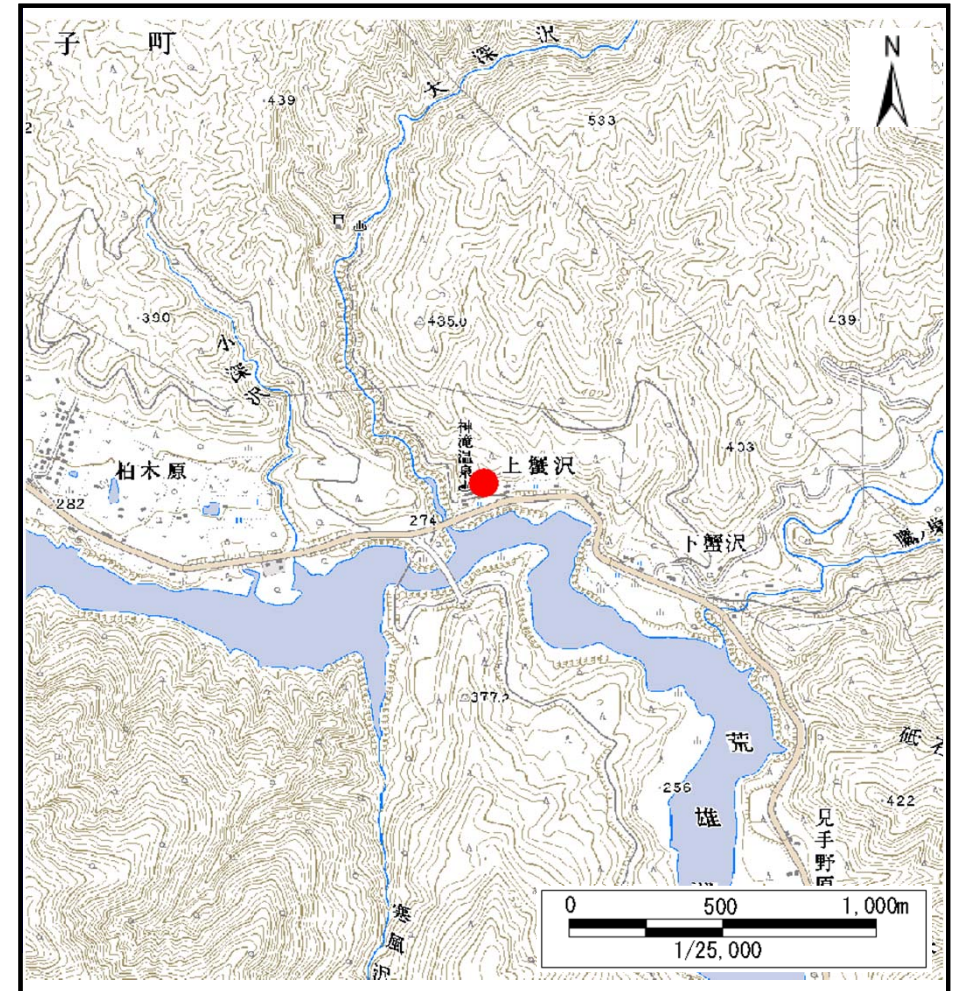 子町
大深沢
N
439
533
390
435.0
439
小深沢
403
神滝温泉
上蟹沢
柏木原
282
274
下蟹沢
377.2
荒雄
256
422
見手野原
寒風沢
0 500 1,000m
1/25,000